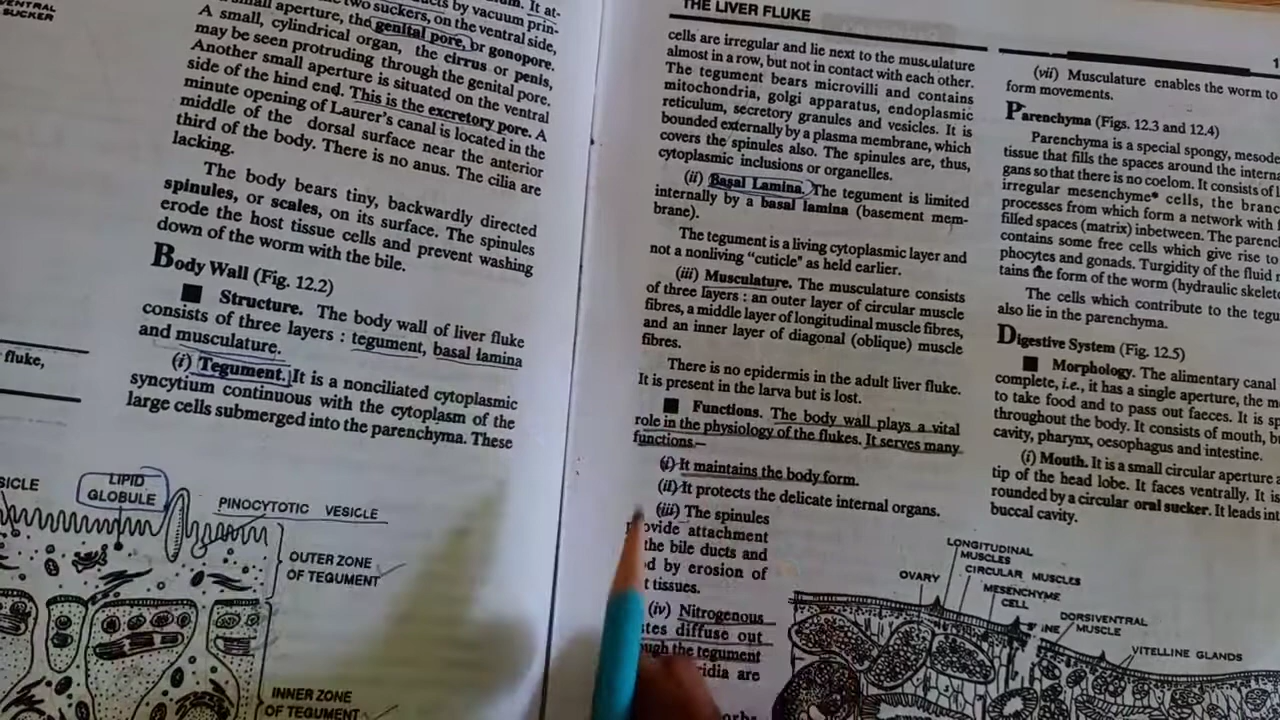 VENTRAL
SUCKER
by vacuum prin-
two suckers, on the ventral side,
aperture, the genital pore, or gonopore.
A small, cylindrical organ, the cirrus or penis,
may be seen protruding through the genital pore.
Another small aperture is situated on the ventral
side of the hind end. This is the excretory pore. A
minute opening of Laurer's canal is located in the
middle of the dorsal surface near the anterior
third of the body. There is no anus. The cilia are
lacking.
The body bears tiny, backwardly directed
spinules, or scales, on its surface. The spinules
erode the host tissue cells and prevent washing
down of the worm with the bile.
Body Wall (Fig. 12.2)
■ Structure. The body wall of liver fluke
consists of three layers : tegument, basal lamina
and musculature.
(i) Tegument. It is a nonciliated cytoplasmic
syncytium continuous with the cytoplasm of the
large cells submerged into the parenchyma. These
fluke,
LIPID
GLOBULE
PINOCYTOTIC VESICLE
OUTER ZONE
OF TEGUMENT
INNER ZONE
OF TEGUMENT
THE LIVER FLUKE
cells are irregular and lie next to the musculature
almost in a row, but not in contact with each other.
The tegument bears microvilli and contains
mitochondria, golgi apparatus, endoplasmic
reticulum, secretory granules and vesicles. It is
bounded externally by a plasma membrane, which
covers the spinules also. The spinules are, thus,
cytoplasmic inclusions or organelles.
(ii) Basal Lamina. The tegument is limited
internally by a basal lamina (basement mem-
brane).
The tegument is a living cytoplasmic layer and
not a nonliving "cuticle" as held earlier.
(iii) Musculature. The musculature consists
of three layers : an outer layer of circular muscle
fibres, a middle layer of longitudinal muscle fibres,
and an inner layer of diagonal (oblique) muscle
fibres.
There is no epidermis in the adult liver fluke.
It is present in the larva but is lost.
■ Functions. The body wall plays a vital
role in the physiology of the flukes. It serves many
functions–
(i) It maintains the body form.
(ii) It protects the delicate internal organs.
(iii) The spinules
attachment
the bile ducts and
by erosion of
tissues.
(iv) Nitrogenous
diffuse out
the tegument
are
(vii) Musculature enables the worm to
form movements.
Parenchyma (Figs. 12.3 and 12.4)
Parenchyma is a special spongy,
tissue that fills the spaces around the
gans so that there is no coelom. It consists of
irregular mesenchyme* cells, the
processes from which form a network with
filled spaces (matrix) inbetween. The
contains some free cells which give rise to
phocytes and gonads. Turgidity of the fluid
tains the form of the worm (hydraulic
The cells which contribute to the
also lie in the parenchyma.
Digestive System (Fig. 12.5)
■ Morphology. The alimentary canal
complete, i.e., it has a single aperture, the
to take food and to pass out faeces. It is
throughout the body. It consists of mouth,
cavity, pharynx, oesophagus and intestine.
(i) Mouth. It is a small circular aperture
tip of the head lobe. It faces ventrally. It is
rounded by a circular oral sucker. It leads
buccal cavity.
LONGITUDINAL
MUSCLES
OVARY
CIRCULAR MUSCLES
MESENCHYME
CELL
DORSIVENTRAL
MUSCLE
VITELLINE GLANDS